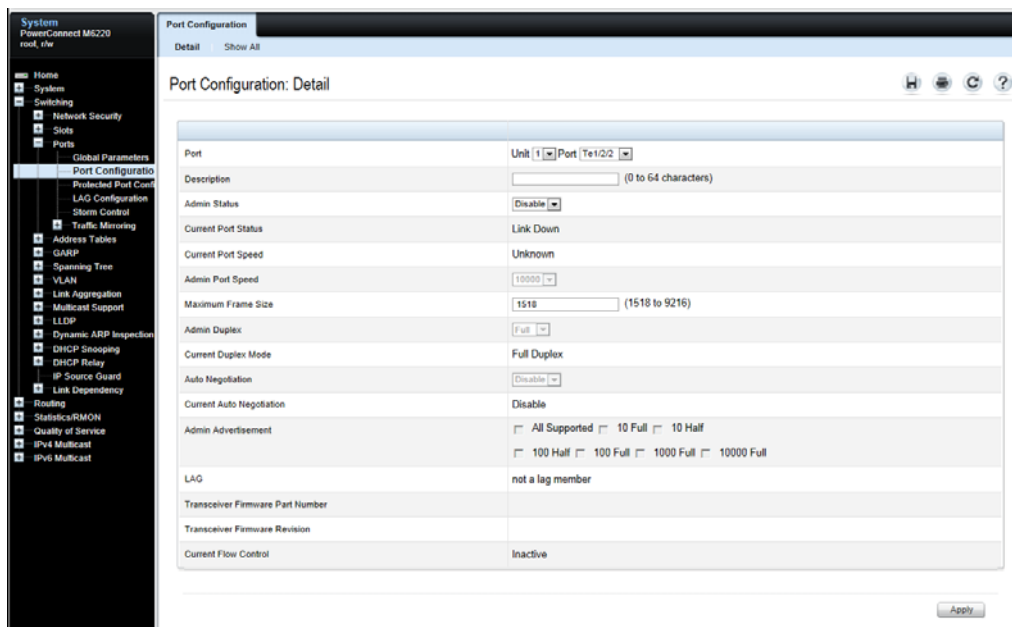 System
PowerConnect M6220
root, r/w
Port Configuration
Detail Show All
Home
System
Switching
Network Security
Slots
Ports
Global Parameters
Port Configuratio
Protected Port Confi
LAG Configuration
Storm Control
Traffic Mirroring
Address Tables
GARP
Spanning Tree
VLAN
Link Aggregation
Multicast Support
LLDP
Dynamic ARP Inspection
DHCP Snooping
DHCP Relay
IP Source Guard
Link Dependency
Routing
Statistics/RMON
Quality of Service
IPv4 Multicast
IPv6 Multicast
Port Configuration: Detail
?
Port Unit 1 Port Te1/2/2
Description (0 to 64 characters)
Admin Status Disable
Current Port Status Link Down
Current Port Speed Unknown
Admin Port Speed 10000
Maximum Frame Size 1518 (1518 to 9216)
Admin Duplex Full
Current Duplex Mode Full Duplex
Auto Negotiation Disable
Current Auto Negotiation Disable
Admin Advertisement All Supported 10 Full 10 Half
100 Half 100 Full 1000 Full 10000 Full
LAG not a lag member
Transceiver Firmware Part Number
Transceiver Firmware Revision
Current Flow Control Inactive
Apply